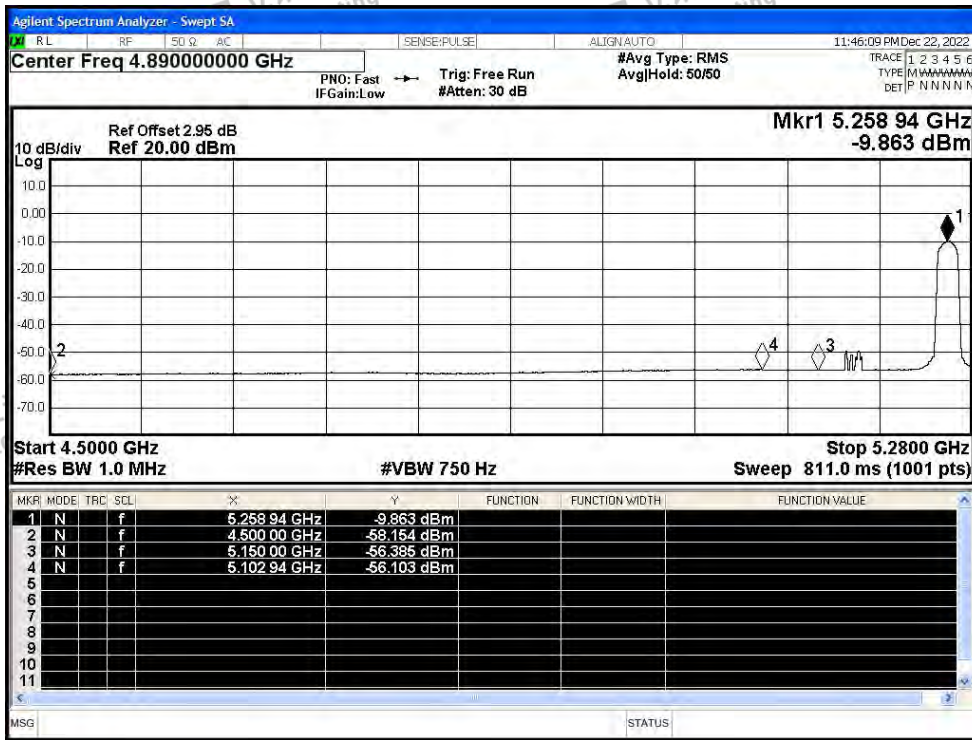 Agilent Spectrum Analyzer - Swept SA
LXI RL RF 50 Ω AC SENSE:PULSE ALIGN AUTO 11:46:09 PM Dec 22, 2022
Center Freq 4.890000000 GHz
PNO: Fast Trig: Free Run
IFGain:Low #Atten: 30 dB
#Avg Type: RMS
Avg|Hold: 50/50
TRACE 1 2 3 4 5 6
TYPE M WWWWW
DET P N N N N N
Mkr1 5.258 94 GHz
-9.863 dBm
Ref Offset 2.95 dB
10 dB/div Ref 20.00 dBm
Log
10.0
0.00
1
-10.0
-20.0
-30.0
-40.0
-50.0 2 4 3
-60.0
-70.0
Start 4.5000 GHz Stop 5.2800 GHz
#Res BW 1.0 MHz #VBW 750 Hz Sweep 811.0 ms (1001 pts)
MKR MODE TRC SCL X Y FUNCTION FUNCTION WIDTH FUNCTION VALUE
1 N f 5.258 94 GHz -9.863 dBm
2 N f 4.500 00 GHz -58.154 dBm
3 N f 5.150 00 GHz -56.385 dBm
4 N f 5.102 94 GHz -56.103 dBm
5
6
7
8
9
10
11
MSG STATUS